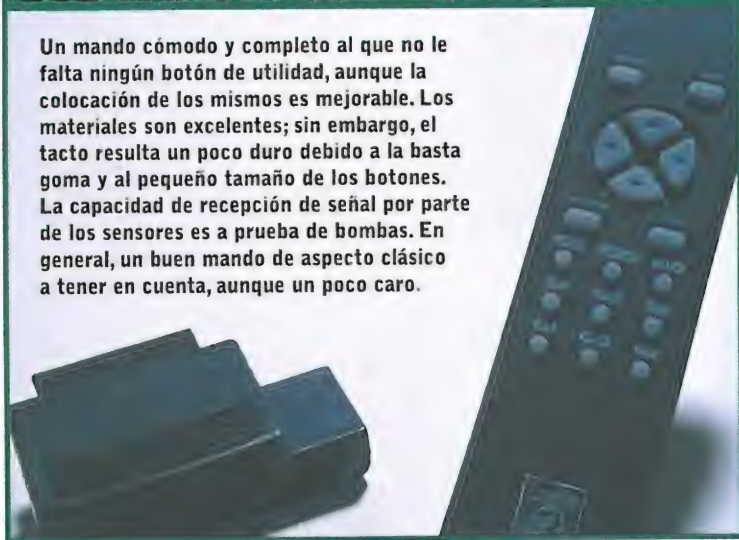 Un mando cómodo y completo al que no le
falta ningún botón de utilidad, aunque la
colocación de los mismos es mejorable. Los
materiales son excelentes; sin embargo, el
tacto resulta un poco duro debido a la basta
goma y al pequeño tamaño de los botones.
La capacidad de recepción de señal por parte
de los sensores es a prueba de bombas. En
general, un buen mando de aspecto clásico
a tener en cuenta, aunque un poco caro.